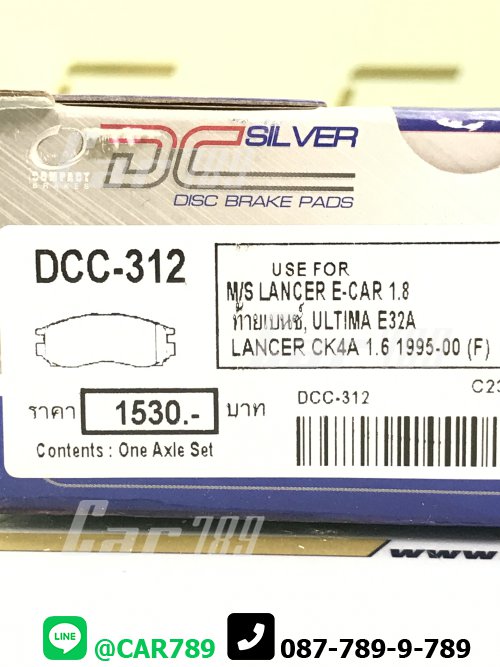 COMPACT
BRAKES
DC SILVER
DISC BRAKE PADS
DCC-312
USE FOR
M/S LANCER E-CAR 1.8
ท้ายเบนซ์, ULTIMA E32A
LANCER CK4A 1.6 1995-00 (F)
ราคา 1530.- บาท
Contents : One Axle Set
DCC-312
Car789
www
LINE @CAR789 087-789-9-789